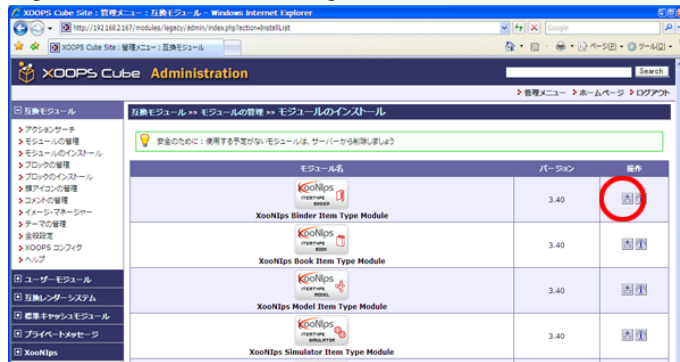 XOOPS Cube Site : 管理メニュー : 互換モジュール - Windows Internet Explorer
http://192.168.2.167/modules/legacy/admin/index.php?action=InstallList
Google
XOOPS Cube Site : 管理メニュー : 互換モジュール
ページ(P)
ツール(O)
XOOPS Cube Administration
Search
管理メニュー
ホームページ
ログアウト
互換モジュール
互換モジュール »» モジュールの管理 »» モジュールのインストール
アクションサーチ
モジュールの管理
モジュールのインストール
ブロックの管理
ブロックのインストール
顔アイコンの管理
コメントの管理
イメージ・マネージャー
テーマの管理
全般設定
XOOPS コンフィグ
ヘルプ
ユーザーモジュール
互換レンダーシステム
標準キャッシュモジュール
プライベートメッセージ
XooNIps
安全のために : 使用する予定がないモジュールは、サーバーから削除しましょう
モジュール名
バージョン
操作
XooNIps
ITEMTYPE
BINDER
XooNIps Binder Item Type Module
3.40
XooNIps
ITEMTYPE
BOOK
XooNIps Book Item Type Module
3.40
XooNIps
ITEMTYPE
MODEL
XooNIps Model Item Type Module
3.40
XooNIps
ITEMTYPE
SIMULATOR
XooNIps Simulator Item Type Module
3.40